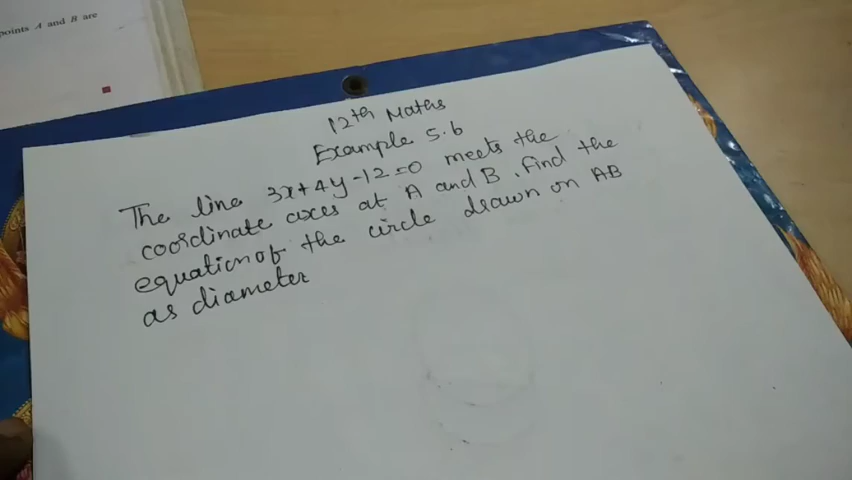 points A and B are
12th Maths
Example 5.6
The line 3x+4y-12=0 meets the
coordinate axes at A and B. Find the
equation of the circle drawn on AB
as diameter